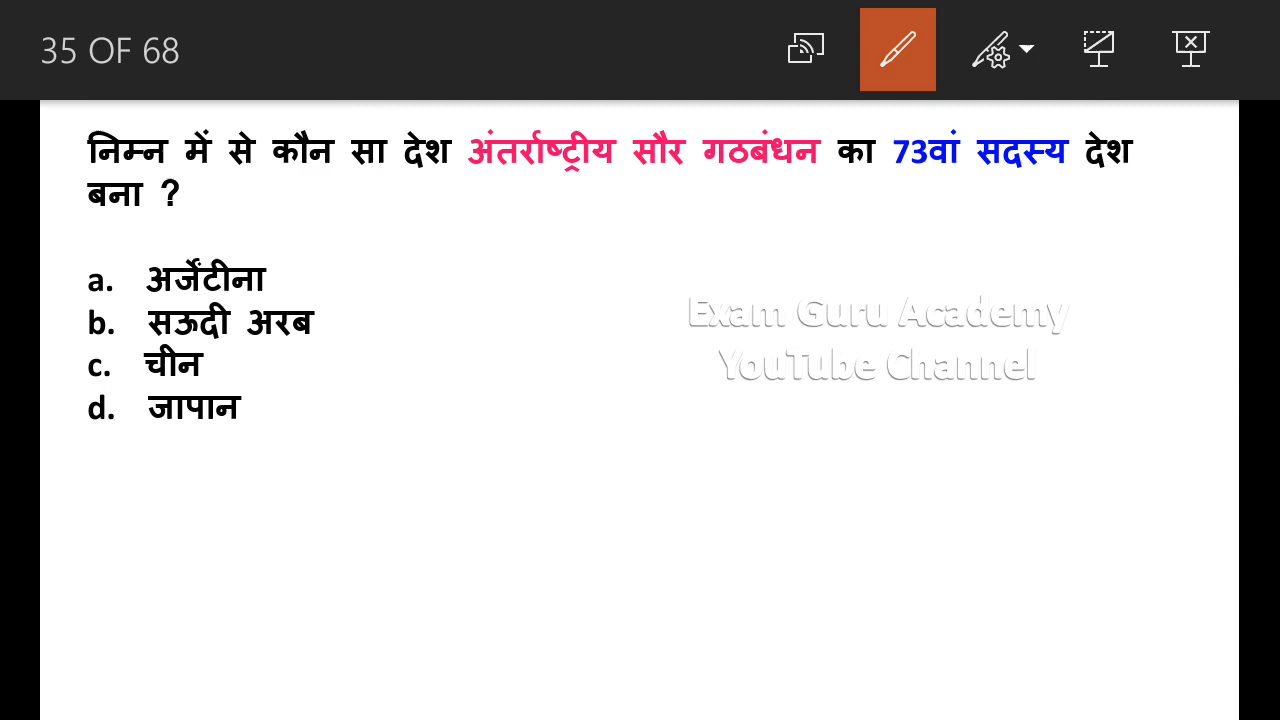 35 OF 68
निम्न में से कौन सा देश अंतर्राष्ट्रीय सौर गठबंधन का 73वां सदस्य देश
बना ?
a. अर्जेंटीना
b. सऊदी अरब
c. चीन
d. जापान
Exam Guru Academy
YouTube Channel